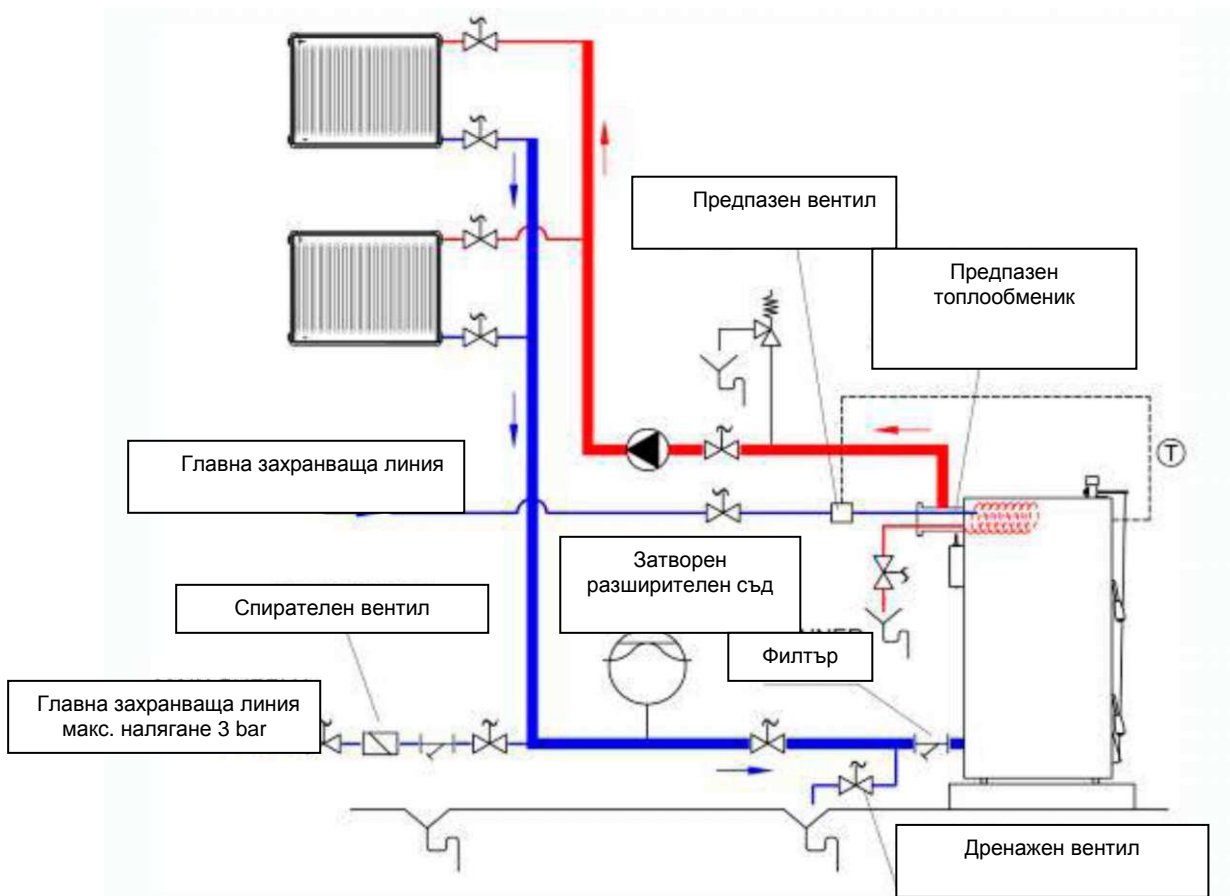 Предпазен вентил
Предпазен
топлообменик
T
Главна захранваща линия
Затворен
разширителен съд
Спирателен вентил
Филтър
Главна захранваща линия
макс. налягане 3 bar
Дренажен вентил